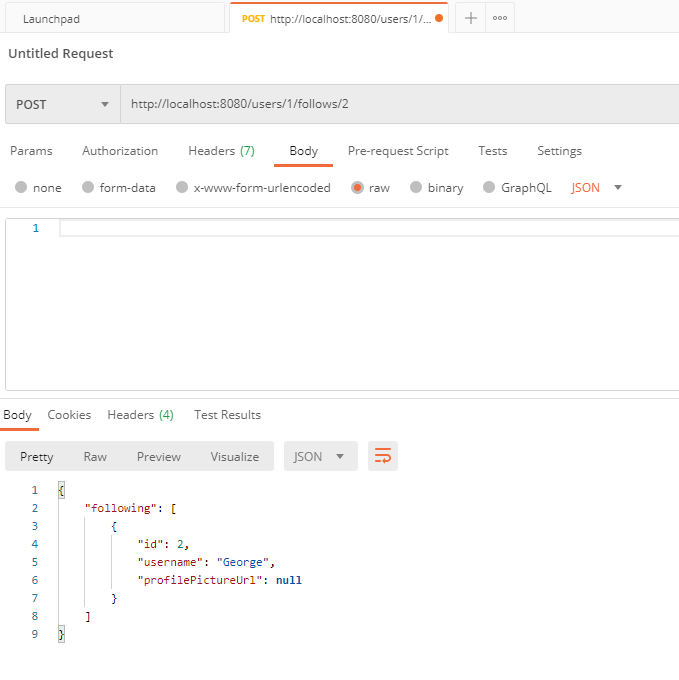 Launchpad
POST http://localhost:8080/users/1/...
Untitled Request
POST http://localhost:8080/users/1/follows/2
Params Authorization Headers (7) Body Pre-request Script Tests Settings
none form-data x-www-form-urlencoded raw binary GraphQL JSON
1
Body Cookies Headers (4) Test Results
Pretty Raw Preview Visualize JSON
1 {
2 "following": [
3 {
4 "id": 2,
5 "username": "George",
6 "profilePictureUrl": null
7 }
8 ]
9 }